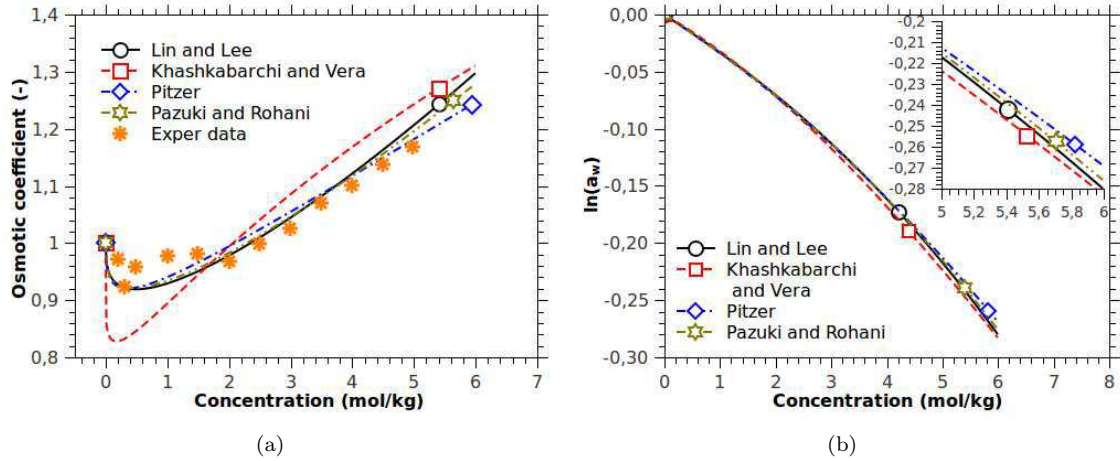 1,4
1,3
1,2
1,1
1
0,9
0,8
Osmotic coefficient (-)
Lin and Lee
Khashkabarchi and Vera
Pitzer
Pazuki and Rohani
Exper data
0 1 2 3 4 5 6 7
Concentration (mol/kg)
(a)
0,00
-0,05
-0,10
-0,15
-0,20
-0,25
-0,30
ln(a_w)
-0,2
-0,21
-0,22
-0,23
-0,24
-0,25
-0,26
-0,27
-0,28
5 5,2 5,4 5,6 5,8 6
Lin and Lee
Khashkabarchi
and Vera
Pitzer
Pazuki and Rohani
0 1 2 3 4 5 6 7 8
Concentration (mol/kg)
(b)